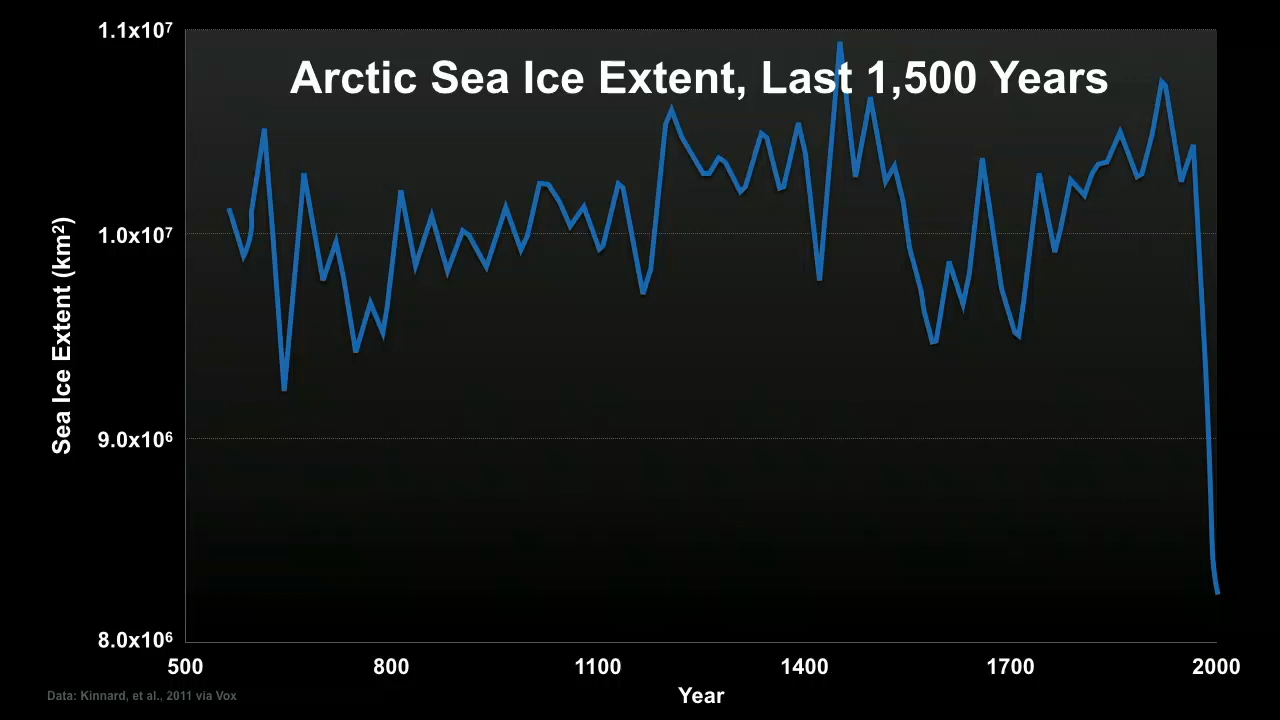 Arctic Sea Ice Extent, Last 1,500 Years
1.1x10⁷
1.0x10⁷
9.0x10⁶
8.0x10⁶
Sea Ice Extent (km²)
500 800 1100 1400 1700 2000
Year
Data: Kinnard, et al., 2011 via Vox